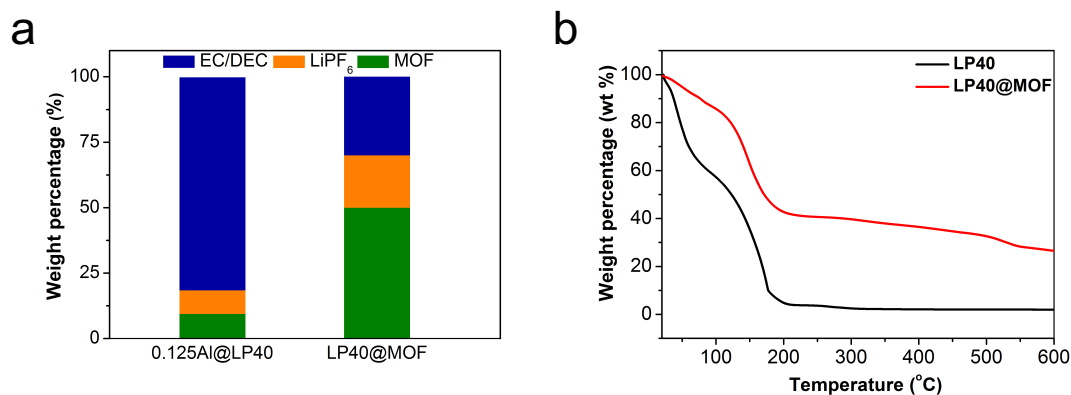 a
EC/DEC LiPF6 MOF
100
75
50
25
0
Weight percentage (%)
0.125Al@LP40 LP40@MOF
b
LP40
LP40@MOF
100
80
60
40
20
0
Weight percentage (wt %)
100 200 300 400 500 600
Temperature (°C)